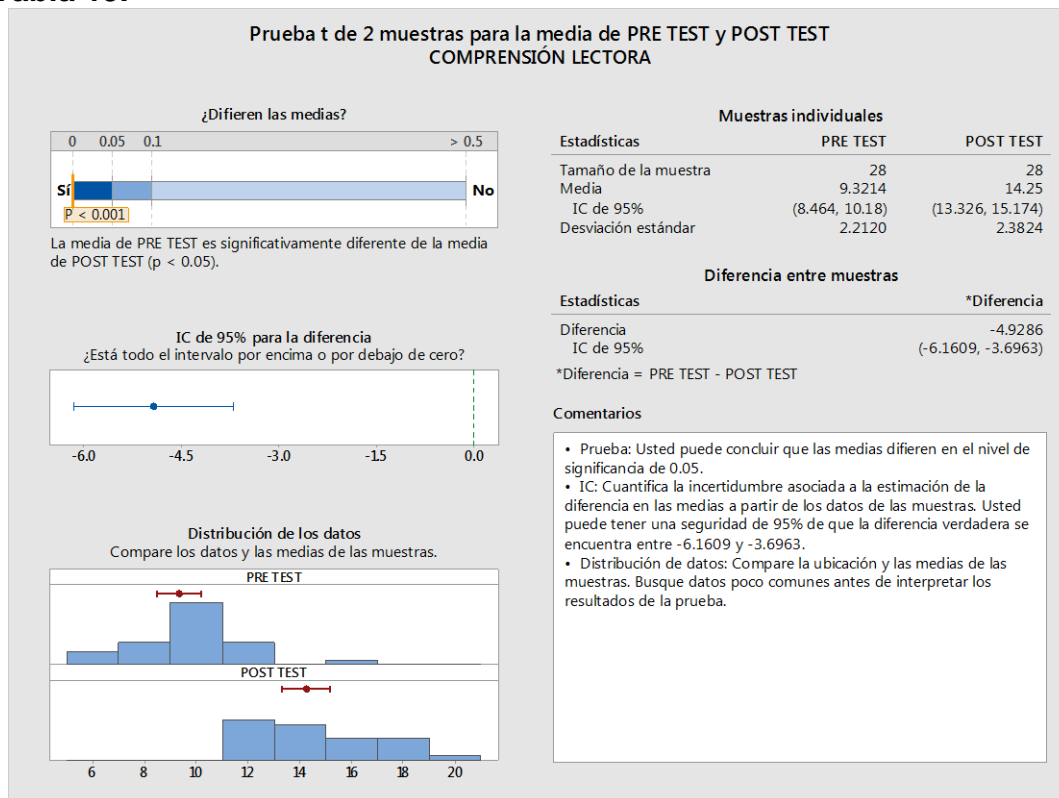 Prueba t de 2 muestras para la media de PRE TEST y POST TEST
COMPRENSIÓN LECTORA
¿Difieren las medias?
0 0.05 0.1 > 0.5
Sí No
P < 0.001
La media de PRE TEST es significativamente diferente de la media
de POST TEST (p < 0.05).
IC de 95% para la diferencia
¿Está todo el intervalo por encima o por debajo de cero?
-6.0 -4.5 -3.0 -1.5 0.0
Distribución de los datos
Compare los datos y las medias de las muestras.
PRE TEST
POST TEST
6 8 10 12 14 16 18 20
Muestras individuales
Estadísticas PRE TEST POST TEST
Tamaño de la muestra 28 28
Media 9.3214 14.25
IC de 95% (8.464, 10.18) (13.326, 15.174)
Desviación estándar 2.2120 2.3824
Diferencia entre muestras
Estadísticas *Diferencia
Diferencia -4.9286
IC de 95% (-6.1609, -3.6963)
*Diferencia = PRE TEST - POST TEST
Comentarios
• Prueba: Usted puede concluir que las medias difieren en el nivel de
significancia de 0.05.
• IC: Cuantifica la incertidumbre asociada a la estimación de la
diferencia en las medias a partir de los datos de las muestras. Usted
puede tener una seguridad de 95% de que la diferencia verdadera se
encuentra entre -6.1609 y -3.6963.
• Distribución de datos: Compare la ubicación y las medias de las
muestras. Busque datos poco comunes antes de interpretar los
resultados de la prueba.